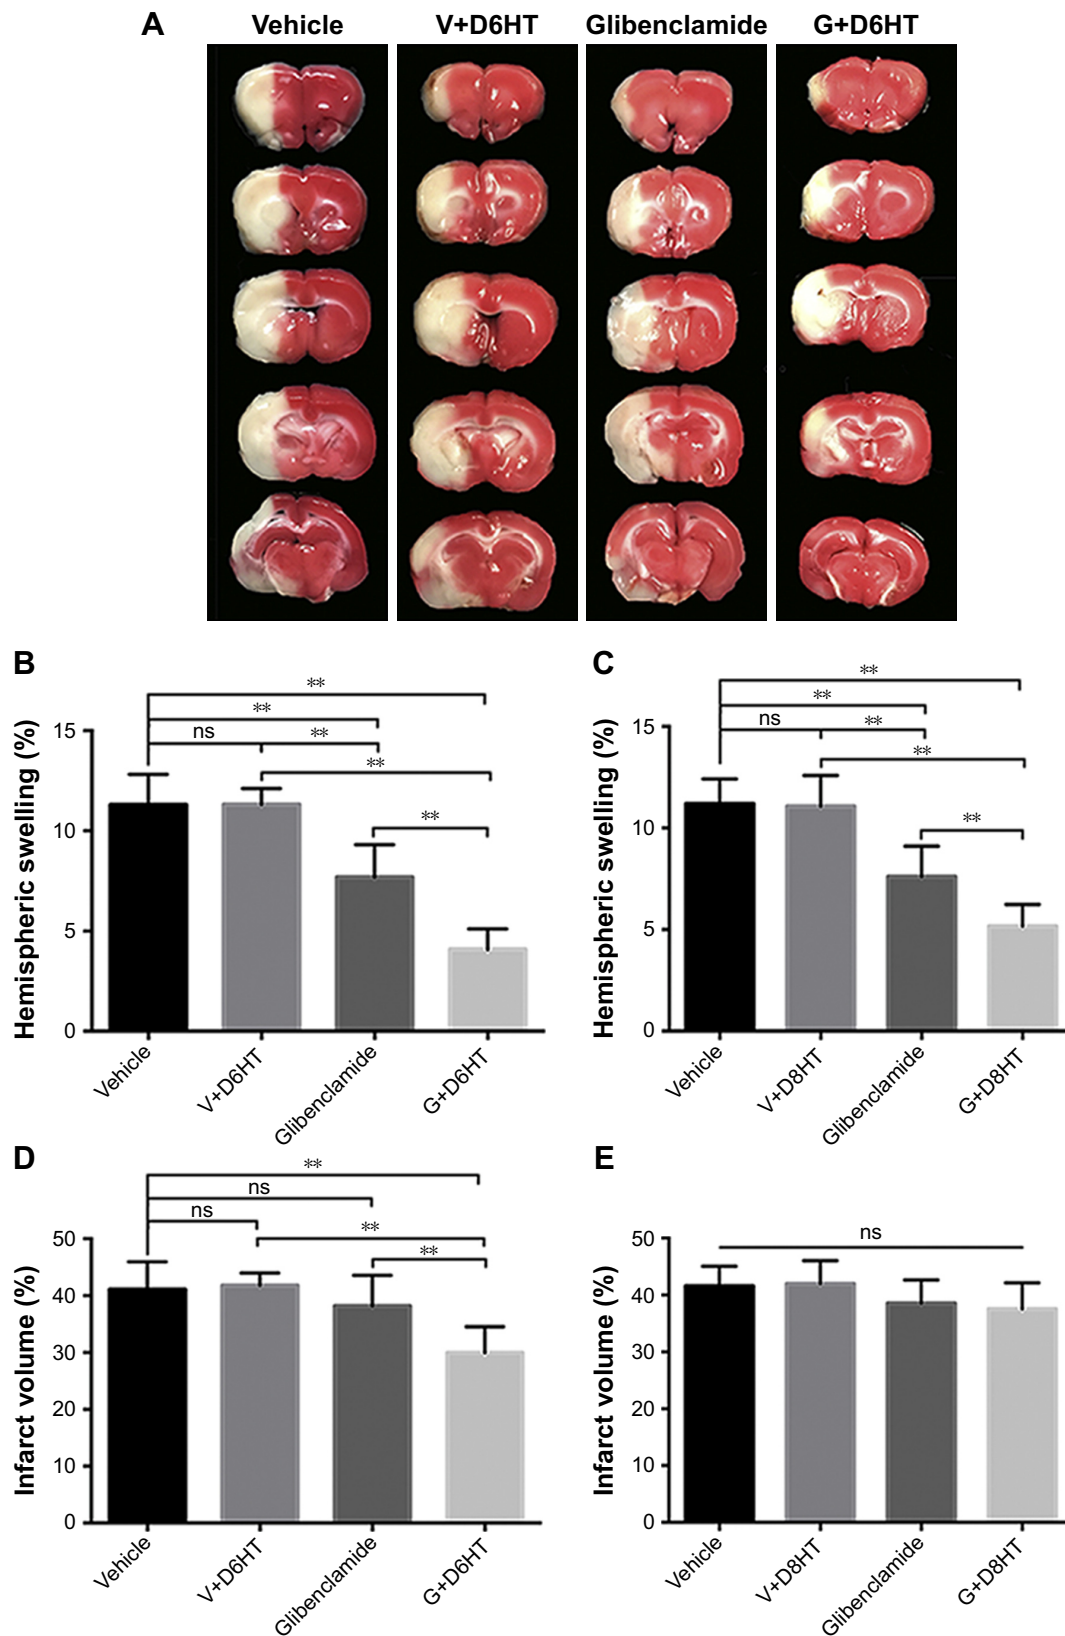 A
Vehicle V+D6HT Glibenclamide G+D6HT
B
**
**
ns **
**
**
Hemispheric swelling (%)
15
10
5
0
Vehicle
V+D6HT
Glibenclamide
G+D6HT
C
**
**
ns **
**
**
Hemispheric swelling (%)
15
10
5
0
Vehicle
V+D8HT
Glibenclamide
G+D8HT
D
**
ns
ns
**
**
Infarct volume (%)
50
40
30
20
10
0
Vehicle
V+D6HT
Glibenclamide
G+D6HT
E
ns
Infarct volume (%)
50
40
30
20
10
0
Vehicle
V+D8HT
Glibenclamide
G+D8HT